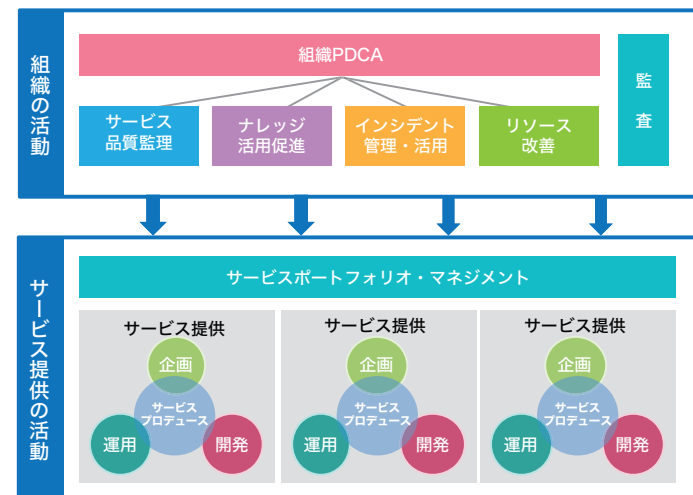 組織の活動
組織PDCA
監査
サービス
品質監理
ナレッジ
活用促進
インシデント
管理・活用
リソース
改善
サービス提供の活動
サービスポートフォリオ・マネジメント
サービス提供
企画
サービス
プロデュース
運用
開発
サービス提供
企画
サービス
プロデュース
運用
開発
サービス提供
企画
サービス
プロデュース
運用
開発